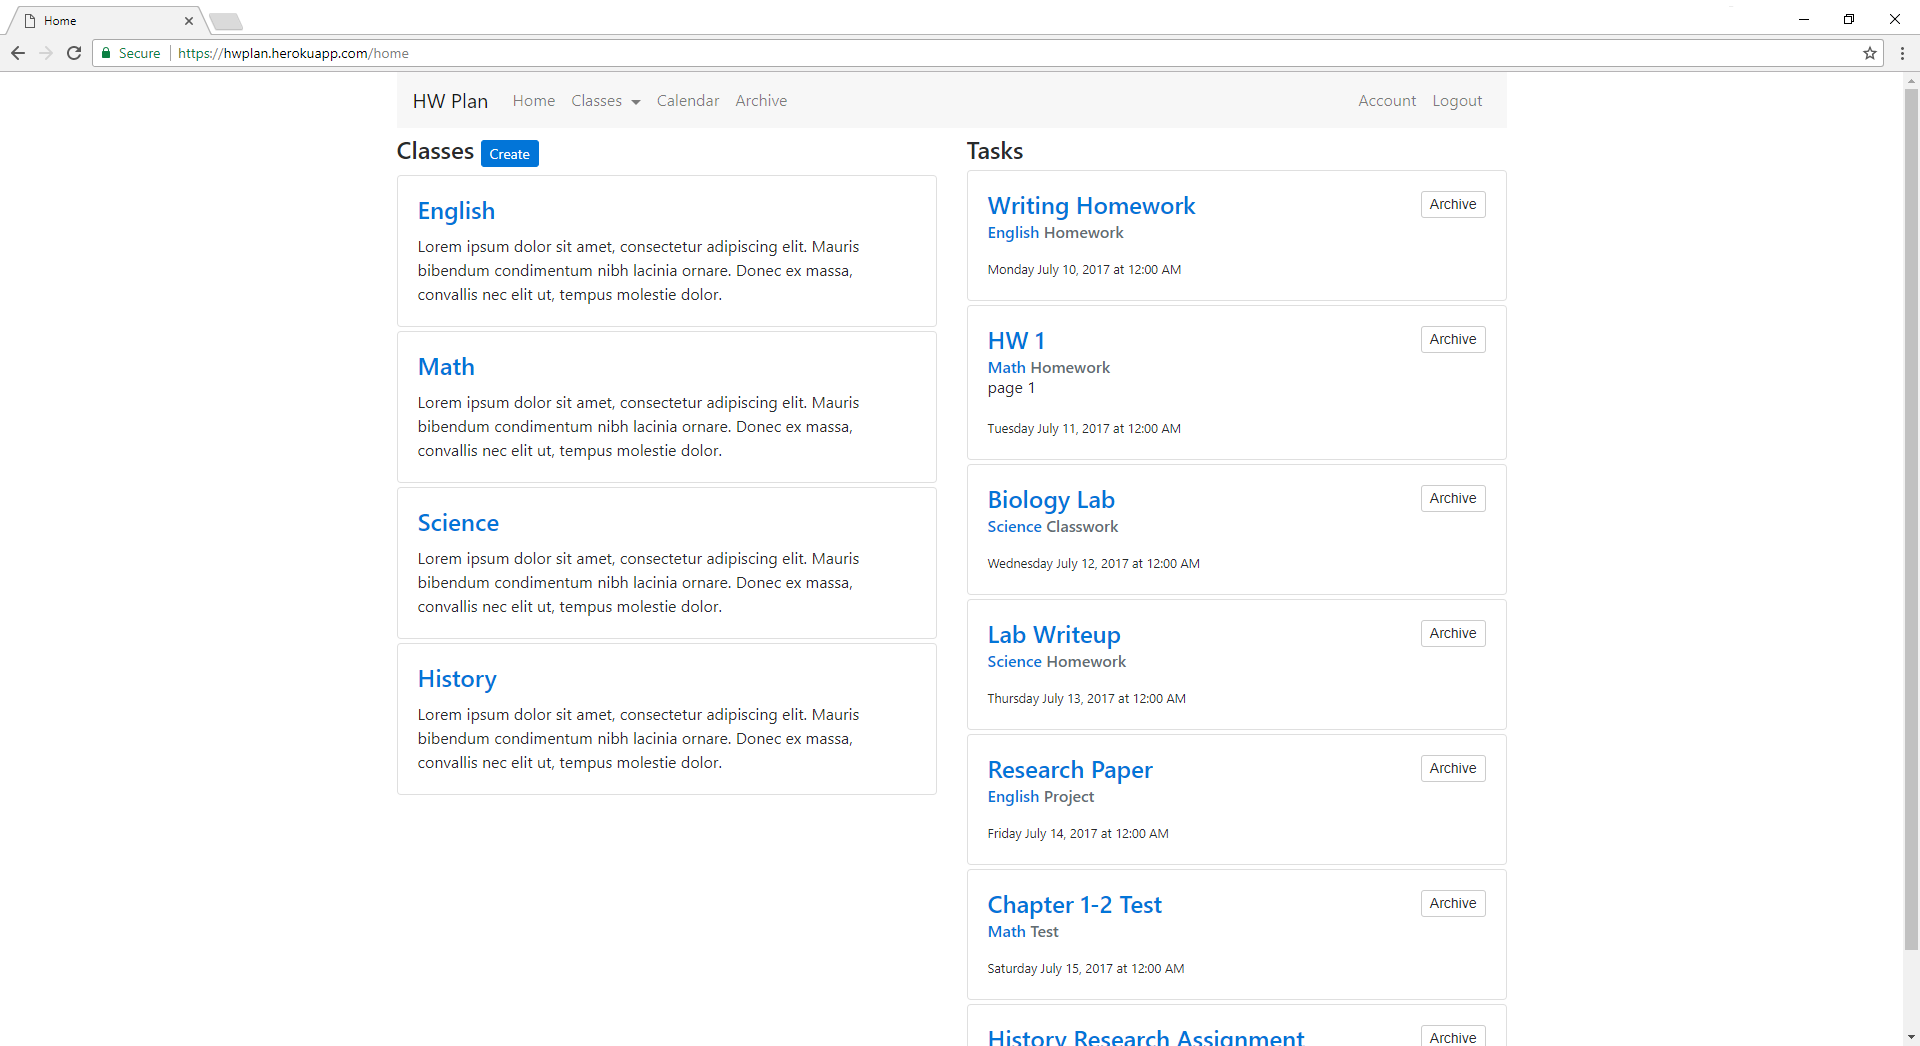 Home
Secure https://hwplan.herokuapp.com/home
HW Plan Home Classes Calendar Archive Account Logout
Classes Create
English
Lorem ipsum dolor sit amet, consectetur adipiscing elit. Mauris
bibendum condimentum nibh lacinia ornare. Donec ex massa,
convallis nec elit ut, tempus molestie dolor.
Math
Lorem ipsum dolor sit amet, consectetur adipiscing elit. Mauris
bibendum condimentum nibh lacinia ornare. Donec ex massa,
convallis nec elit ut, tempus molestie dolor.
Science
Lorem ipsum dolor sit amet, consectetur adipiscing elit. Mauris
bibendum condimentum nibh lacinia ornare. Donec ex massa,
convallis nec elit ut, tempus molestie dolor.
History
Lorem ipsum dolor sit amet, consectetur adipiscing elit. Mauris
bibendum condimentum nibh lacinia ornare. Donec ex massa,
convallis nec elit ut, tempus molestie dolor.
Tasks
Writing Homework Archive
English Homework
Monday July 10, 2017 at 12:00 AM
HW 1 Archive
Math Homework
page 1
Tuesday July 11, 2017 at 12:00 AM
Biology Lab Archive
Science Classwork
Wednesday July 12, 2017 at 12:00 AM
Lab Writeup Archive
Science Homework
Thursday July 13, 2017 at 12:00 AM
Research Paper Archive
English Project
Friday July 14, 2017 at 12:00 AM
Chapter 1-2 Test Archive
Math Test
Saturday July 15, 2017 at 12:00 AM
History Research Assignment Archive